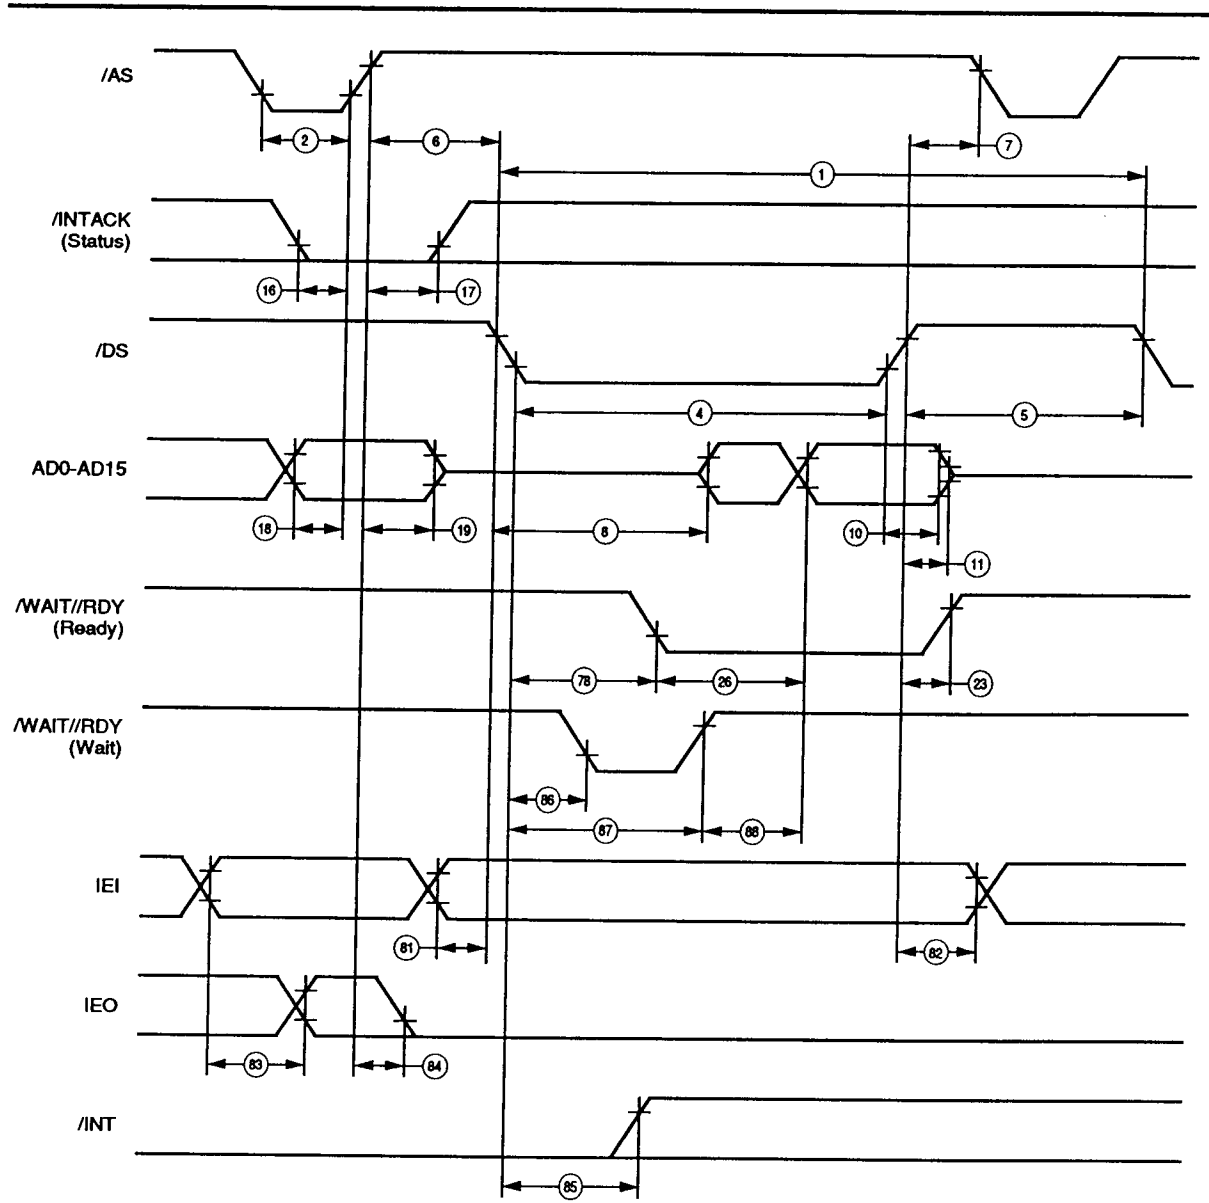 /AS
2
6
7
1
/INTACK
(Status)
16
17
/DS
4
5
AD0-AD15
18
19
8
10
11
/WAIT//RDY
(Ready)
78
26
23
/WAIT//RDY
(Wait)
86
87
88
IEI
81
82
IEO
83
84
/INT
85